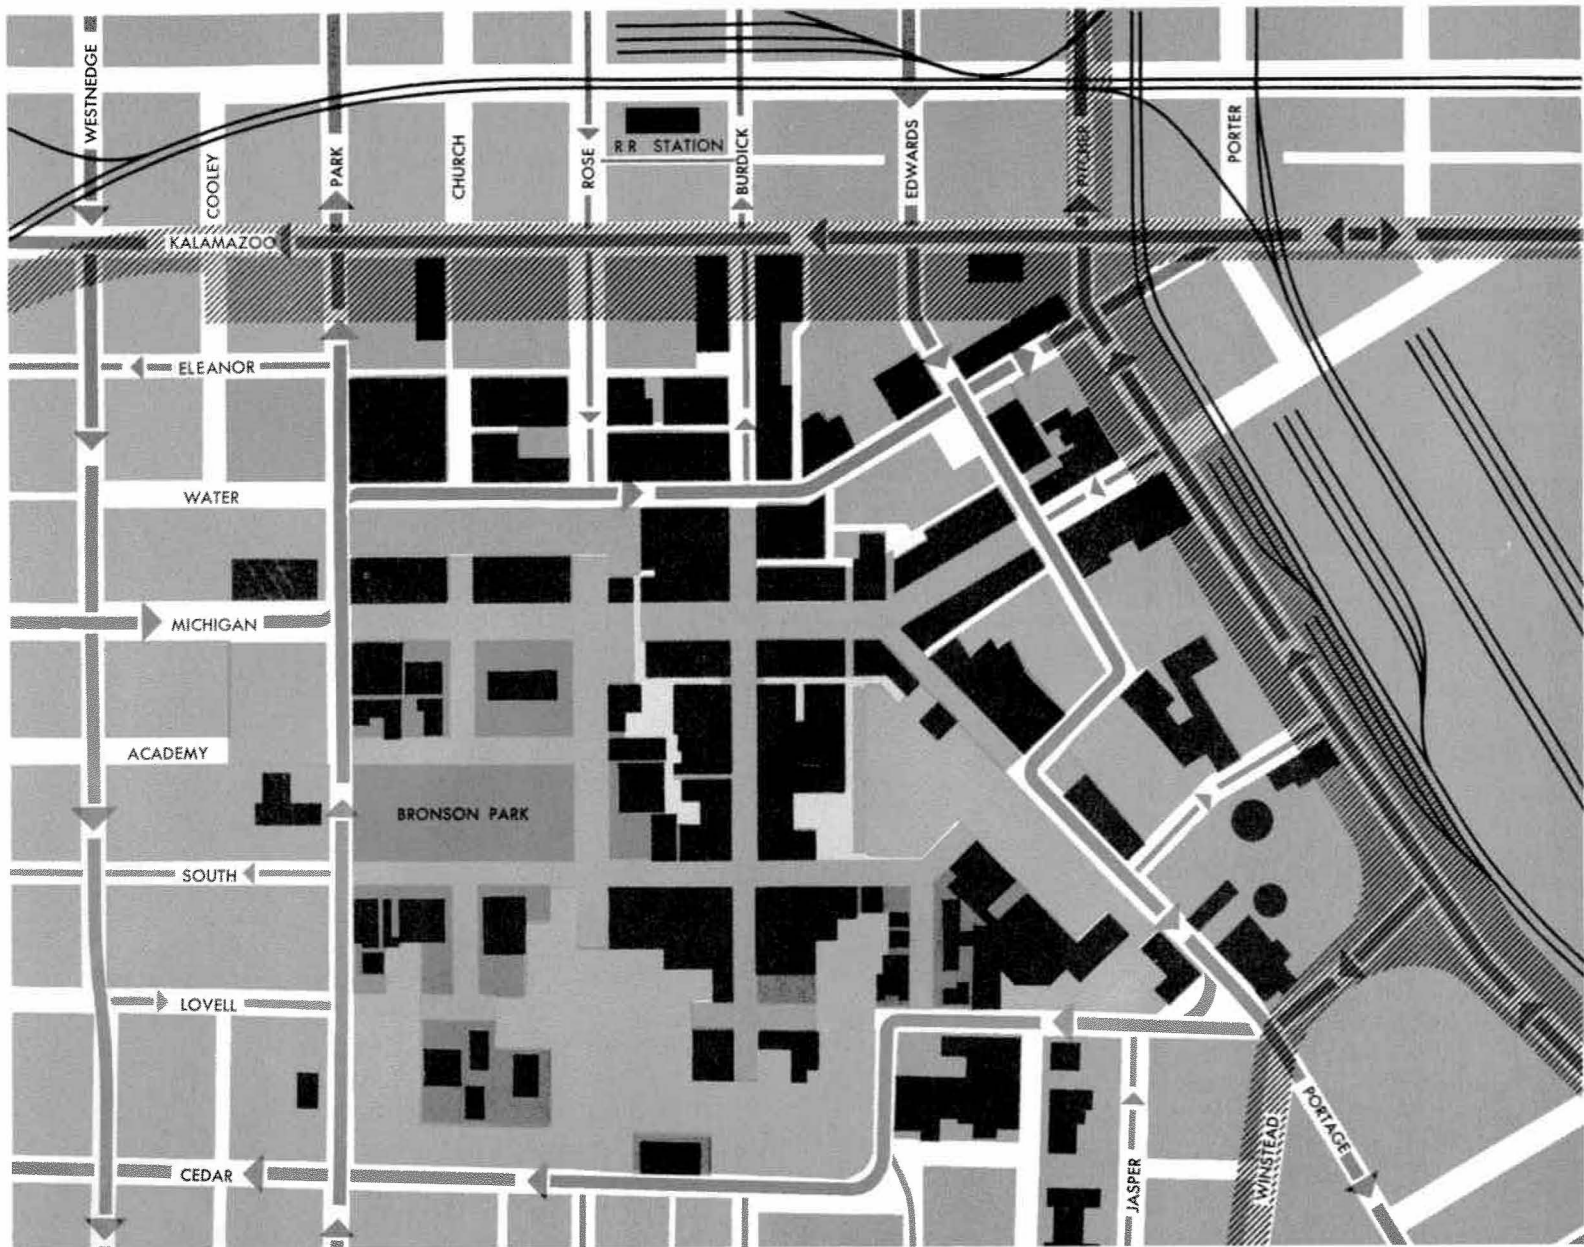 WESTNEDGE
COOLEY
PARK
CHURCH
ROSE
RR STATION
BURDICK
EDWARDS
PITCHER
PORTER
KALAMAZOO
ELEANOR
WATER
MICHIGAN
ACADEMY
BRONSON PARK
SOUTH
LOVELL
CEDAR
JASPER
WINSTEAD
PORTAGE